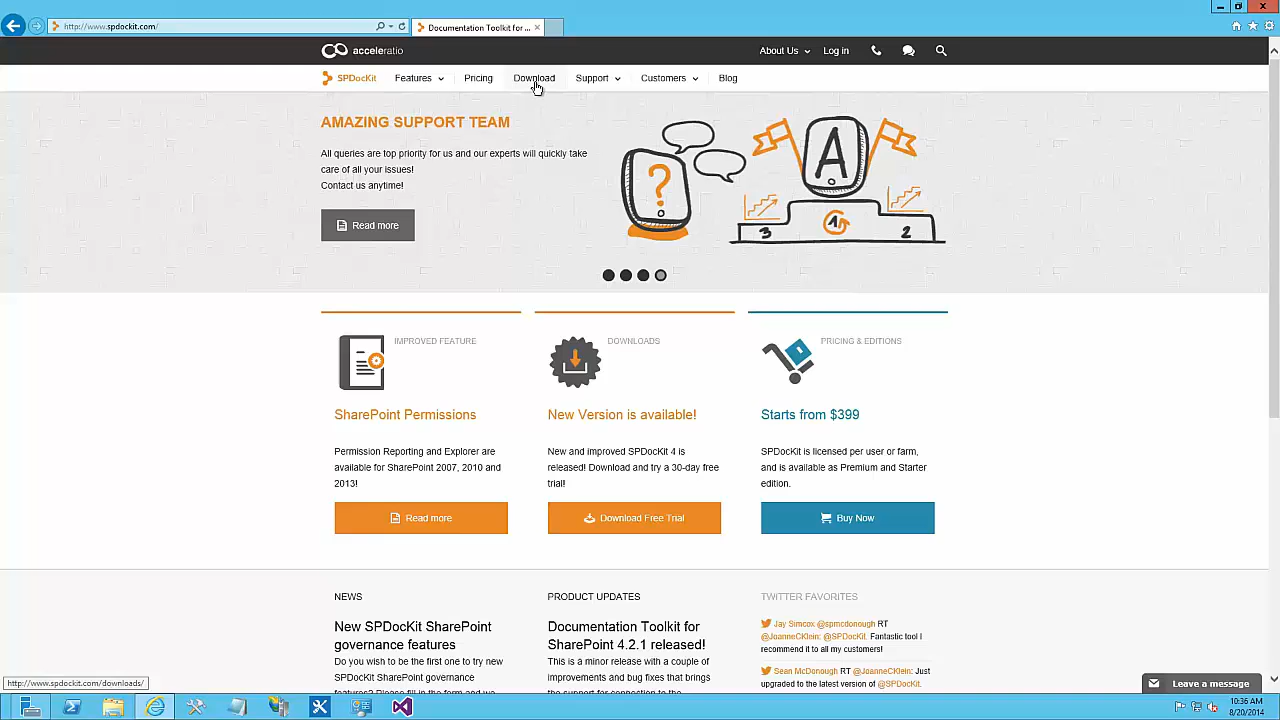 http://www.spdockit.com/
Documentation Toolkit for ...
acceleratio
About Us
Log in
SPDocKit
Features
Pricing
Download
Support
Customers
Blog
AMAZING SUPPORT TEAM
All queries are top priority for us and our experts will quickly take
care of all your issues!
Contact us anytime!
Read more
?
A
3
1
2
IMPROVED FEATURE
SharePoint Permissions
Permission Reporting and Explorer are
available for SharePoint 2007, 2010 and
2013!
Read more
DOWNLOADS
New Version is available!
New and improved SPDocKit 4 is
released! Download and try a 30-day free
trial!
Download Free Trial
PRICING & EDITIONS
Starts from $399
SPDocKit is licensed per user or farm,
and is available as Premium and Starter
edition.
Buy Now
NEWS
New SPDocKit SharePoint
governance features
Do you wish to be the first one to try new
SPDocKit SharePoint governance
features? Please fill in the form and we
PRODUCT UPDATES
Documentation Toolkit for
SharePoint 4.2.1 released!
This is a minor release with a couple of
improvements and bug fixes that brings
the support for connection to the
TWITTER FAVORITES
Jay Simcox @spmcdonough RT
@JoanneCKlein: @SPDocKit. Fantastic tool I
recommend it to all my customers!
Sean McDonough RT @JoanneCKlein: Just
upgraded to the latest version of @SPDocKit.
http://www.spdockit.com/downloads/
Leave a message
10:36 AM
8/20/2014